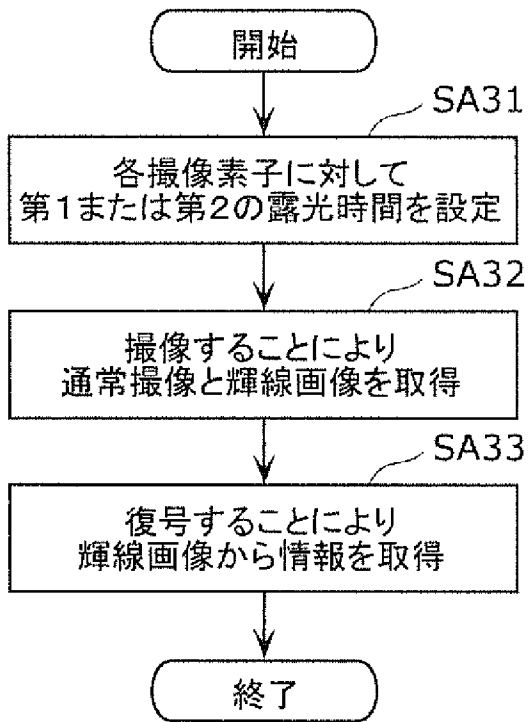 開始
SA31
各撮像素子に対して
第1または第2の露光時間を設定
SA32
撮像することにより
通常撮像と輝線画像を取得
SA33
復号することにより
輝線画像から情報を取得
終了